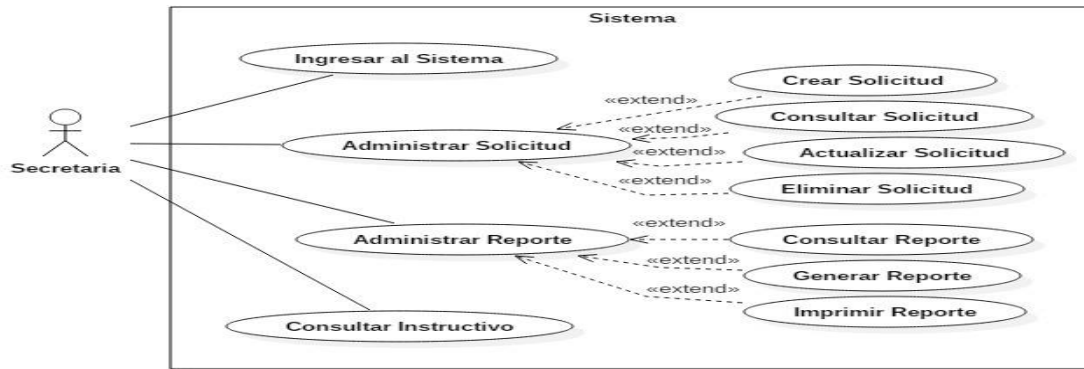 Sistema
Ingresar al Sistema
Crear Solicitud
«extend»
Consultar Solicitud
«extend»
Secretaria
Administrar Solicitud
«extend»
Actualizar Solicitud
«extend»
Eliminar Solicitud
«extend»
Administrar Reporte
Consultar Reporte
«extend»
Generar Reporte
«extend»
Imprimir Reporte
Consultar Instructivo